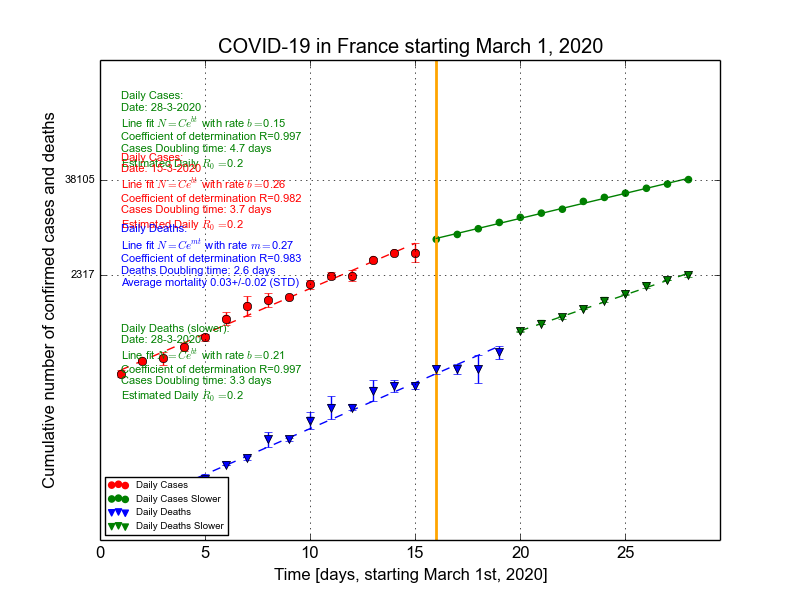 COVID-19 in France starting March 1, 2020
Daily Cases:
Date: 28-3-2020
Line fit N = Ce^{bt} with rate b=0.15
Coefficient of determination R=0.997
Cases Doubling time: 4.7 days
Estimated Daily R_0=0.2
Daily Cases:
Date: 15-3-2020
Line fit N = Ce^{bt} with rate b=0.26
Coefficient of determination R=0.982
Cases Doubling time: 3.7 days
Estimated Daily R_0=0.2
Daily Deaths:
Line fit N = Ce^{mt} with rate m=0.27
Coefficient of determination R=0.983
Deaths Doubling time: 2.6 days
Average mortality 0.03+/-0.02 (STD)
Daily Deaths (slower):
Date: 28-3-2020
Line fit N = Ce^{bt} with rate b=0.21
Coefficient of determination R=0.997
Cases Doubling time: 3.3 days
Estimated Daily R_0=0.2
38105
2317
Cumulative number of confirmed cases and deaths
Daily Cases
Daily Cases Slower
Daily Deaths
Daily Deaths Slower
0 5 10 15 20 25
Time [days, starting March 1st, 2020]